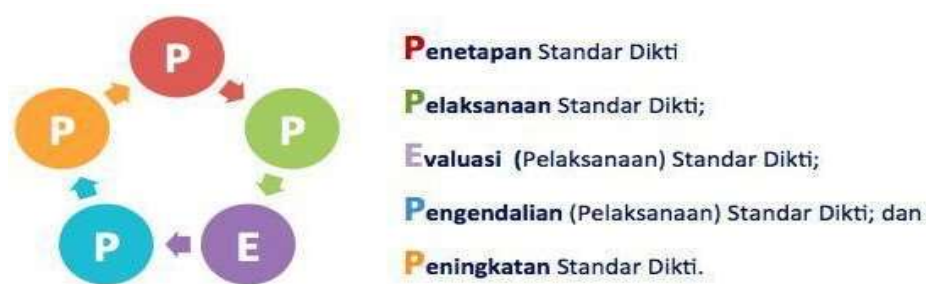 P
P
P
P
E
Penetapan Standar Dikti
Pelaksanaan Standar Dikti;
Evaluasi (Pelaksanaan) Standar Dikti;
Pengendalian (Pelaksanaan) Standar Dikti; dan
Peningkatan Standar Dikti.